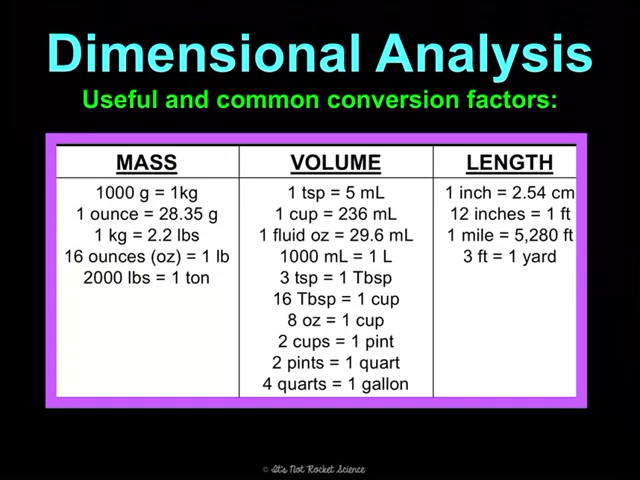 Dimensional Analysis
Useful and common conversion factors:
MASS
1000 g = 1kg
1 ounce = 28.35 g
1 kg = 2.2 lbs
16 ounces (oz) = 1 lb
2000 lbs = 1 ton
VOLUME
1 tsp = 5 mL
1 cup = 236 mL
1 fluid oz = 29.6 mL
1000 mL = 1 L
3 tsp = 1 Tbsp
16 Tbsp = 1 cup
8 oz = 1 cup
2 cups = 1 pint
2 pints = 1 quart
4 quarts = 1 gallon
LENGTH
1 inch = 2.54 cm
12 inches = 1 ft
1 mile = 5,280 ft
3 ft = 1 yard
© It's Not Rocket Science